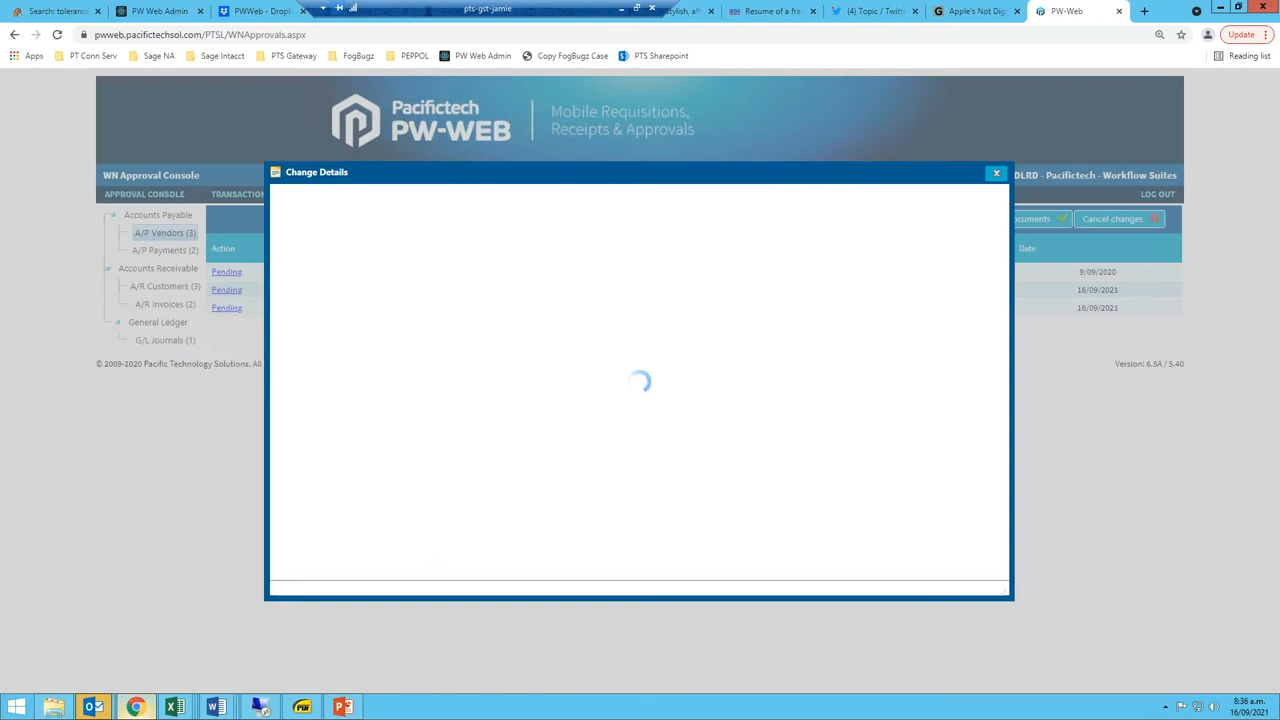 Search: toleranc
PW Web Admin
PWWeb - Dropl
pts-gst-jamie
stylish, aff
Resume of a fra
(4) Topic / Twitte
Apple's Not Dig
PW-Web
pwweb.pacifictechsol.com/PTSL/WNApprovals.aspx
Update
Apps
PT Conn Serv
Sage NA
Sage Intacct
PTS Gateway
FogBugz
PEPPOL
PW Web Admin
Copy FogBugz Case
PTS Sharepoint
Reading list
Pacifictech
PW-WEB
Mobile Requisitions,
Receipts & Approvals
WN Approval Console
DLRD - Pacifictech - Workflow Suites
APPROVAL CONSOLE
TRANSACTION
LOG OUT
Change Details
Accounts Payable
A/P Vendors (3)
A/P Payments (2)
Accounts Receivable
A/R Customers (3)
A/R Invoices (2)
General Ledger
G/L Journals (1)
ocuments
Cancel changes
Action
Date
Pending
9/09/2020
Pending
16/09/2021
Pending
16/09/2021
© 2009-2020 Pacific Technology Solutions. All
Version: 6.5A / 5.40
8:36 a.m.
16/09/2021